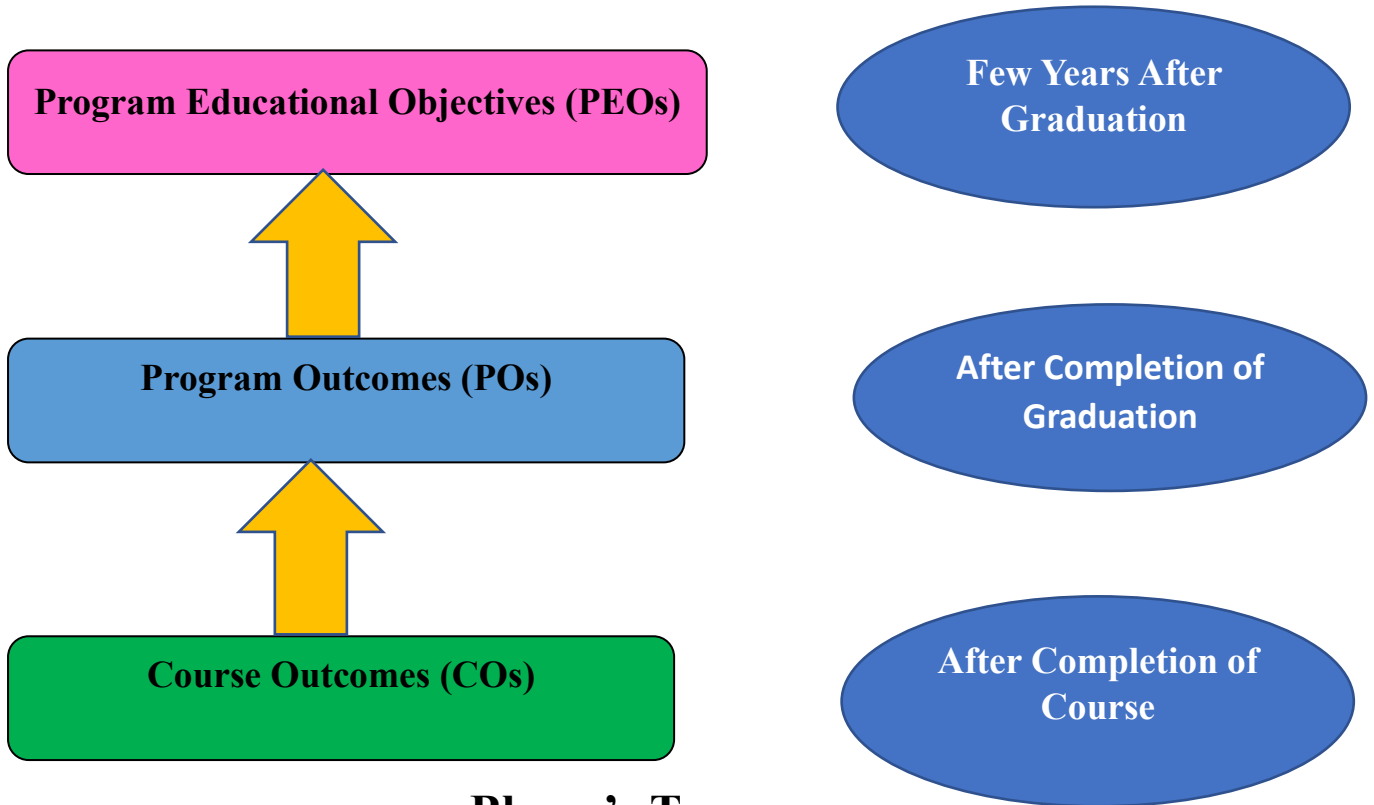 Program Educational Objectives (PEOs)
Few Years After
Graduation
Program Outcomes (POs)
After Completion of
Graduation
Course Outcomes (COs)
After Completion of
Course